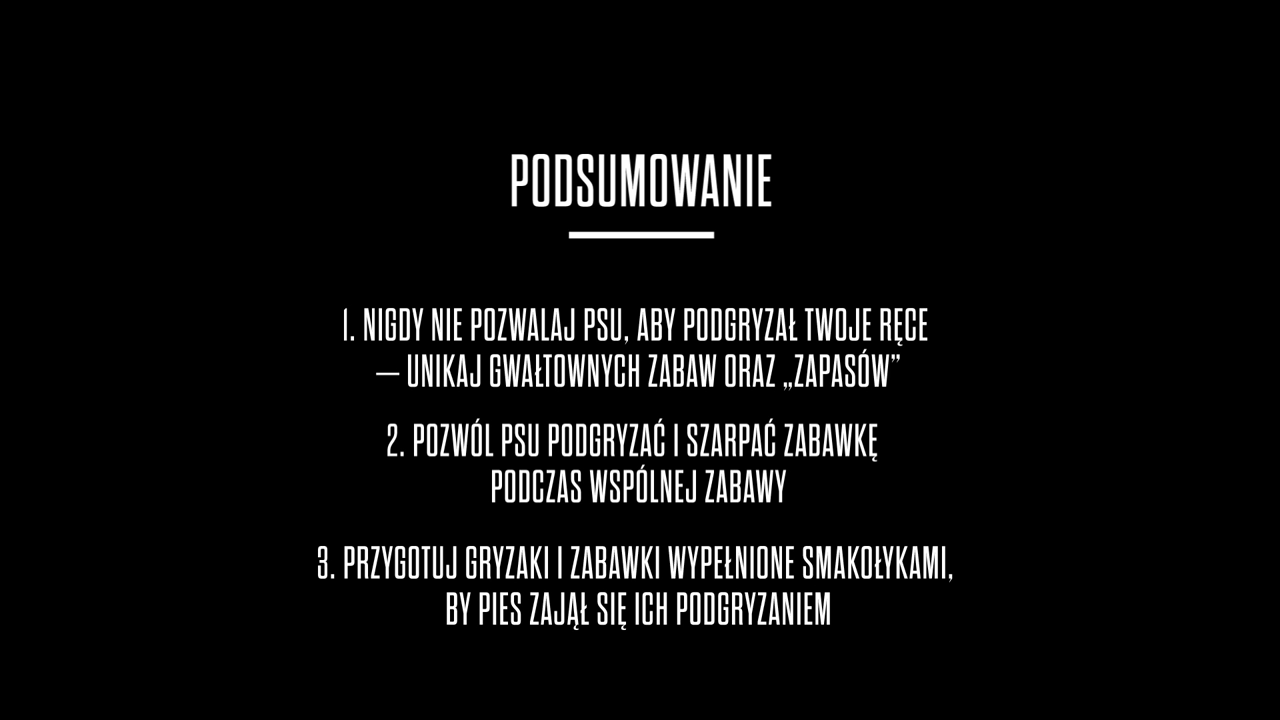 PODSUMOWANIE
1. NIGDY NIE POZWALAJ PSU, ABY PODGRYZAŁ TWOJE RĘCE
– UNIKAJ GWAŁTOWNYCH ZABAW ORAZ „ZAPASÓW”
2. POZWÓL PSU PODGRYZAĆ I SZARPAĆ ZABAWKĘ
PODCZAS WSPÓLNEJ ZABAWY
3. PRZYGOTUJ GRYZAKI I ZABAWKI WYPEŁNIONE SMAKOŁYKAMI,
BY PIES ZAJĄŁ SIĘ ICH PODGRYZANIEM